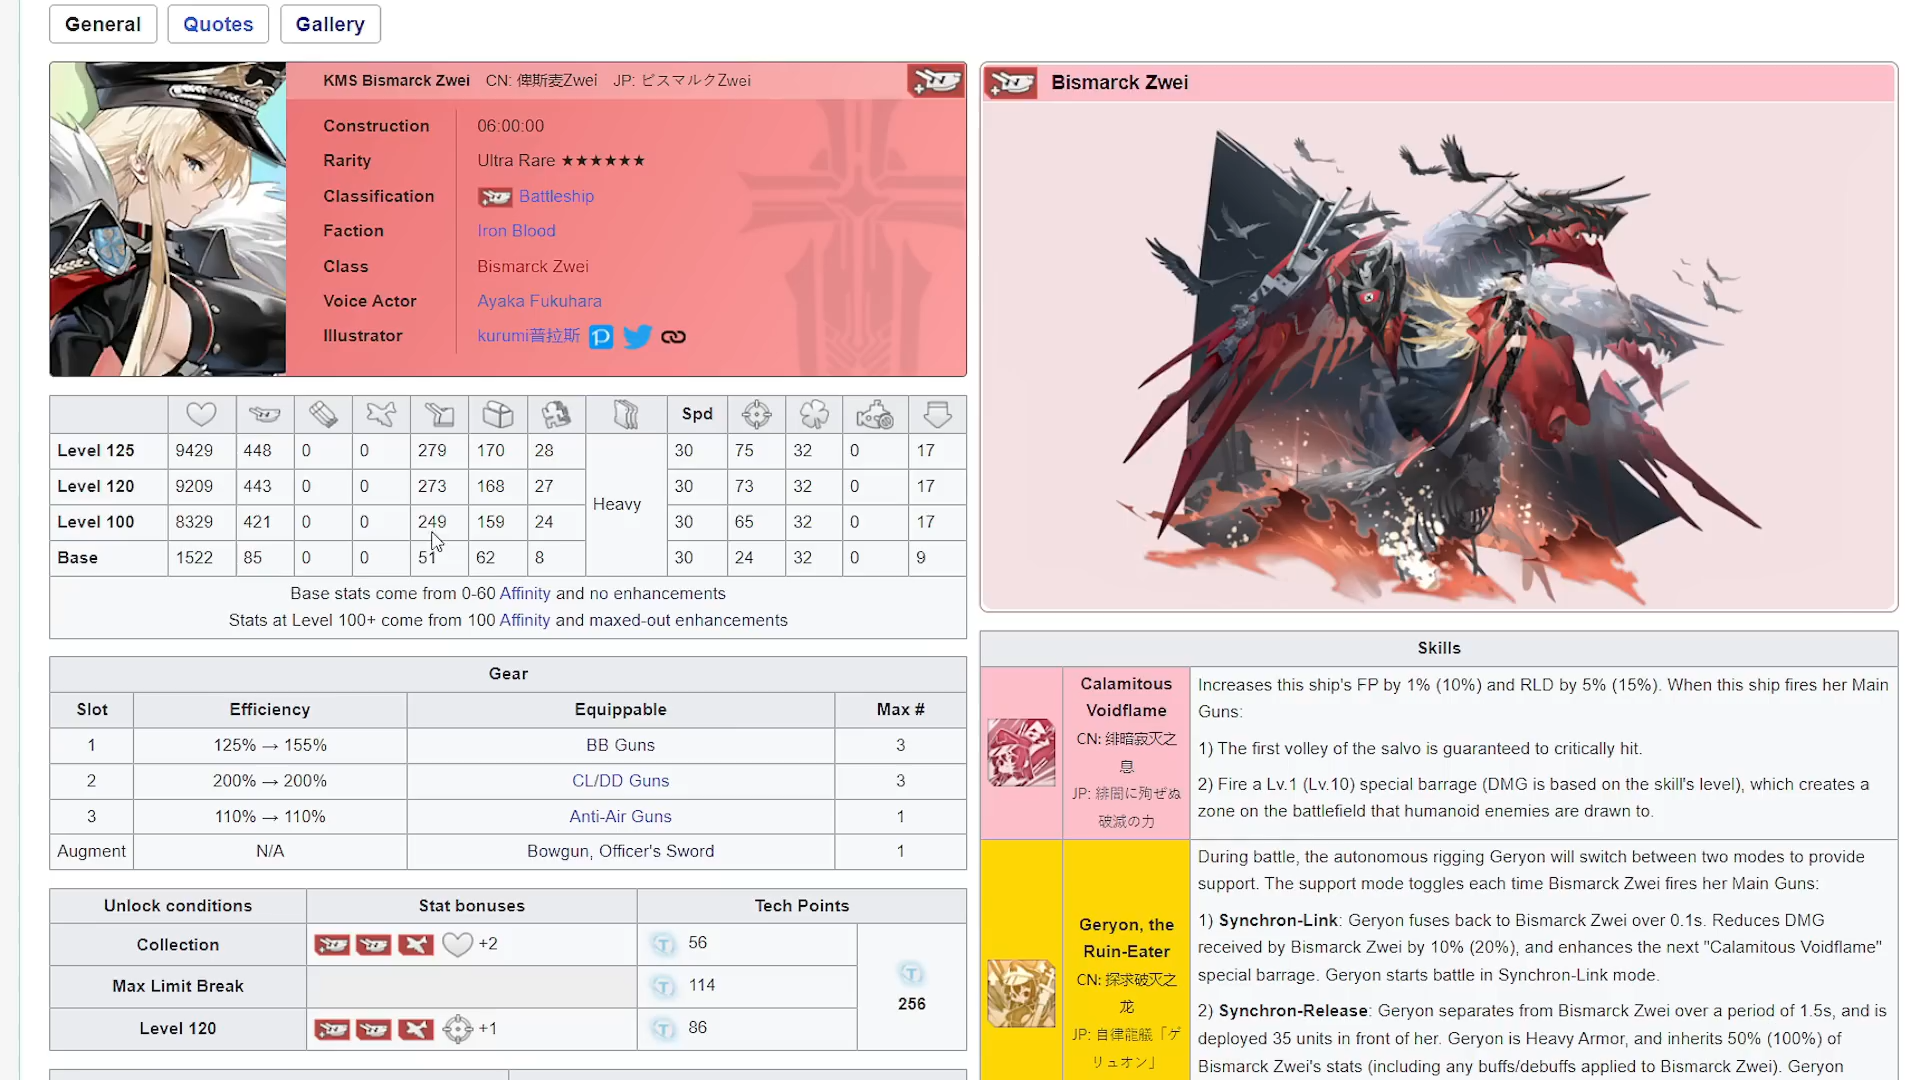 General Quotes Gallery
KMS Bismarck Zwei CN: 俾斯麦Zwei JP: ビスマルクZwei
Construction 06:00:00
Rarity Ultra Rare ★★★★★★
Classification Battleship
Faction Iron Blood
Class Bismarck Zwei
Voice Actor Ayaka Fukuhara
Illustrator kurumi普拉斯
Spd
Level 125 9429 448 0 0 279 170 28 Heavy 30 75 32 0 17
Level 120 9209 443 0 0 273 168 27 30 73 32 0 17
Level 100 8329 421 0 0 249 159 24 30 65 32 0 17
Base 1522 85 0 0 51 62 8 30 24 32 0 9
Base stats come from 0-60 Affinity and no enhancements
Stats at Level 100+ come from 100 Affinity and maxed-out enhancements
Gear
Slot Efficiency Equippable Max #
1 125% → 155% BB Guns 3
2 200% → 200% CL/DD Guns 3
3 110% → 110% Anti-Air Guns 1
Augment N/A Bowgun, Officer's Sword 1
Unlock conditions Stat bonuses Tech Points
Collection +2 56
Max Limit Break 114 256
Level 120 +1 86
Bismarck Zwei
Skills
Calamitous
Voidflame
CN: 绯暗寂灭之
息
JP: 緋闇に殉ぜぬ
破滅の力
Increases this ship's FP by 1% (10%) and RLD by 5% (15%). When this ship fires her Main
Guns:
1) The first volley of the salvo is guaranteed to critically hit.
2) Fire a Lv.1 (Lv.10) special barrage (DMG is based on the skill's level), which creates a
zone on the battlefield that humanoid enemies are drawn to.
Geryon, the
Ruin-Eater
CN: 探求破灭之
龙
JP: 自律龍艤「ゲ
リュオン」
During battle, the autonomous rigging Geryon will switch between two modes to provide
support. The support mode toggles each time Bismarck Zwei fires her Main Guns:
1) Synchron-Link: Geryon fuses back to Bismarck Zwei over 0.1s. Reduces DMG
received by Bismarck Zwei by 10% (20%), and enhances the next "Calamitous Voidflame"
special barrage. Geryon starts battle in Synchron-Link mode.
2) Synchron-Release: Geryon separates from Bismarck Zwei over a period of 1.5s, and is
deployed 35 units in front of her. Geryon is Heavy Armor, and inherits 50% (100%) of
Bismarck Zwei's stats (including any buffs/debuffs applied to Bismarck Zwei). Geryon